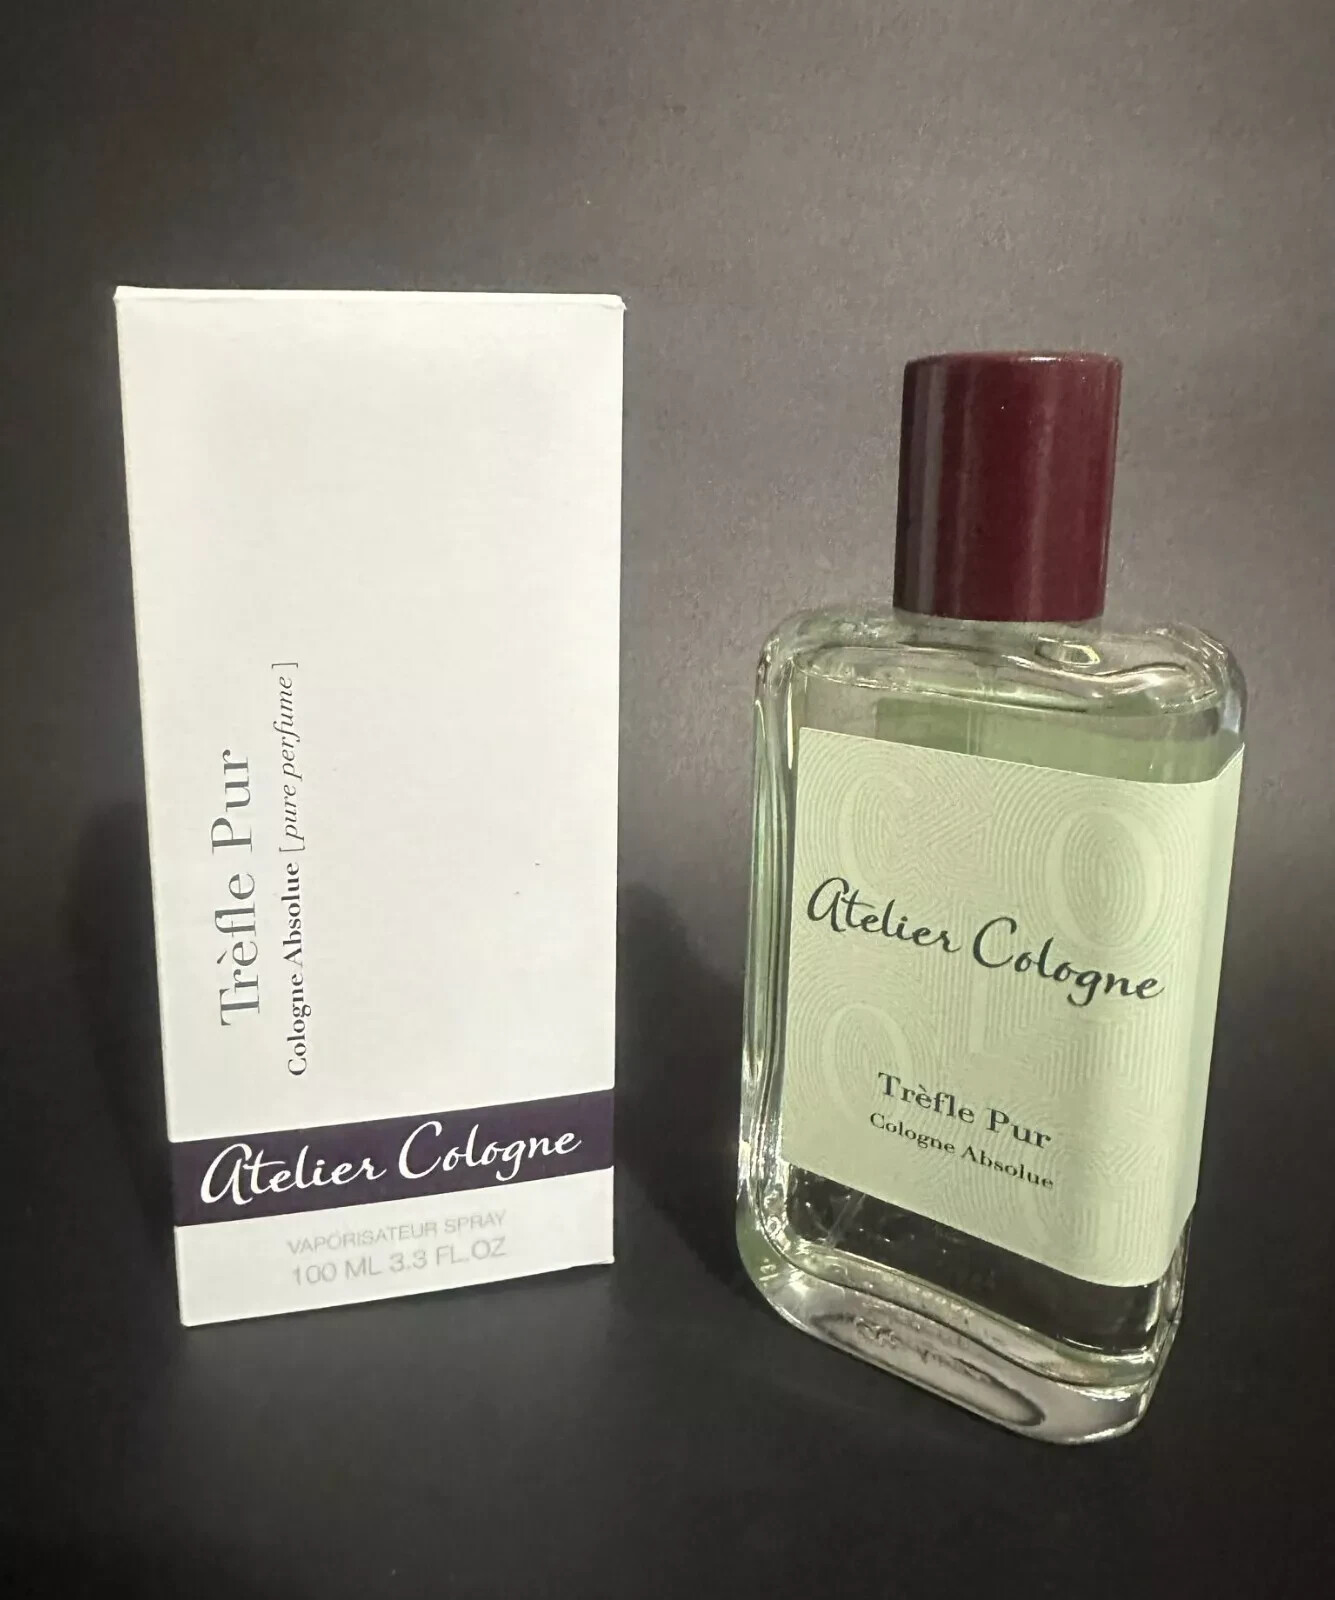 Trèfle Pur
Cologne Absolue [pure perfume]
Atelier Cologne
VAPORISATEUR SPRAY
100 ML 3.3 FL.OZ
Atelier Cologne
Trèfle Pur
Cologne Absolue